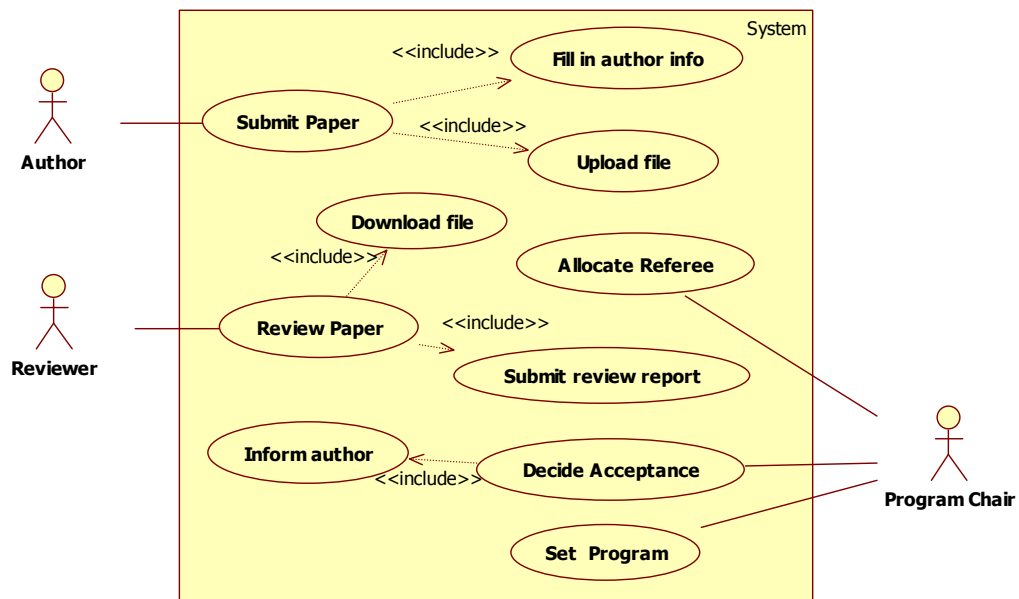 System
<<include>>
Fill in author info
Submit Paper
<<include>>
Author
Upload file
Download file
<<include>>
Allocate Referee
Review Paper
<<include>>
Reviewer
Submit review report
Inform author
Decide Acceptance
<<include>>
Program Chair
Set  Program